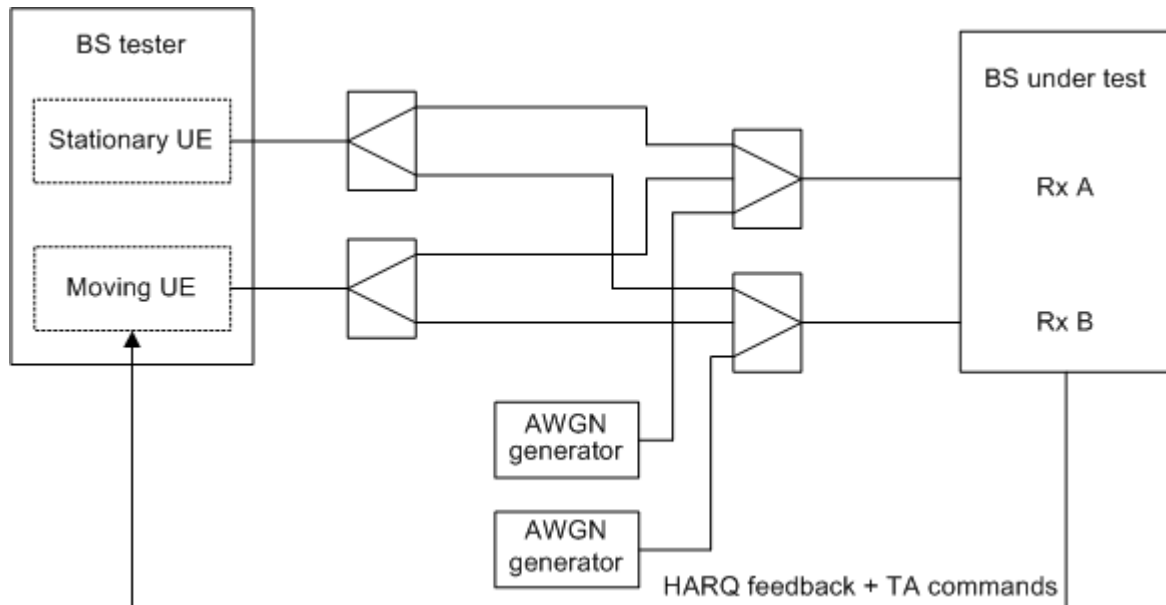 BS tester
Stationary UE
Moving UE
BS under test
Rx A
Rx B
AWGN
generator
AWGN
generator
HARQ feedback + TA commands